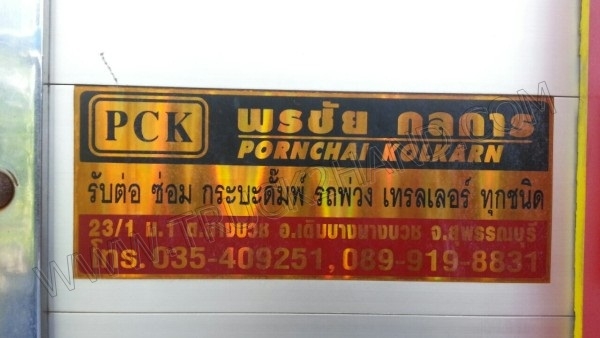 PCK
พรชัย กลการ
PORNCHAI KOLKARN
รับต่อ ซ่อม กระบะดั๊มพ์ รถพวง เทรลเลอร์ ทุกชนิด
23/1 ม.1 ต.นางบวช อ.เดิมบางนางบวช จ.สุพรรณบุรี
โทร. 035-409251, 089-919-8831
WWW.TRUCK2HAND.COM